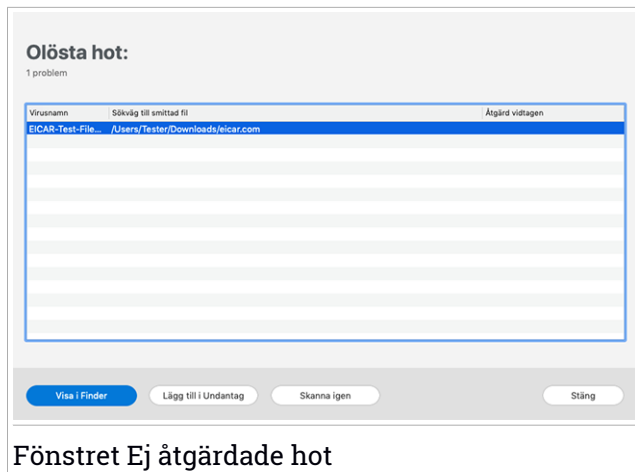 Olösta hot:
1 problem
Virusnamn Sökväg till smittad fil Åtgärd vidtagen
EICAR-Test-File... /Users/Tester/Downloads/eicar.com
Visa i Finder Lägg till i Undantag Skanna igen Stäng
Fönstret Ej åtgärdade hot